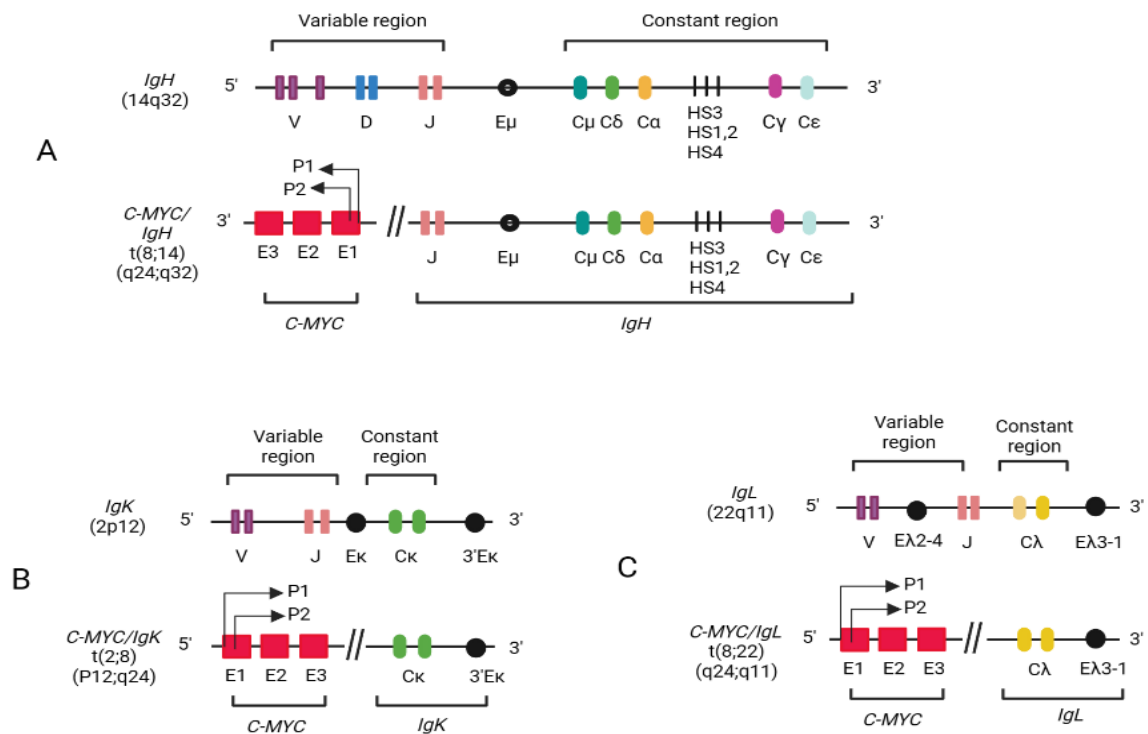 Variable region
Constant region
IgH
(14q32)
5'
3'
V
D
J
Eμ
Cμ
Cδ
Cα
HS3
HS1,2
HS4
Cγ
Cε
A
P1
P2
C-MYC/
IgH
t(8;14)
(q24;q32)
3'
3'
E3
E2
E1
J
Eμ
Cμ
Cδ
Cα
HS3
HS1,2
HS4
Cγ
Cε
C-MYC
IgH
Variable
region
Constant
region
IgK
(2p12)
5'
3'
V
J
Eκ
Cκ
3'Eκ
B
P1
P2
C-MYC/IgK
t(2;8)
(P12;q24)
5'
3'
E1
E2
E3
Cκ
3'Eκ
C-MYC
IgK
Variable
region
Constant
region
IgL
(22q11)
5'
3'
V
Eλ2-4
J
Cλ
Eλ3-1
C
P1
P2
C-MYC/IgL
t(8;22)
(q24;q11)
5'
3'
E1
E2
E3
Cλ
Eλ3-1
C-MYC
IgL